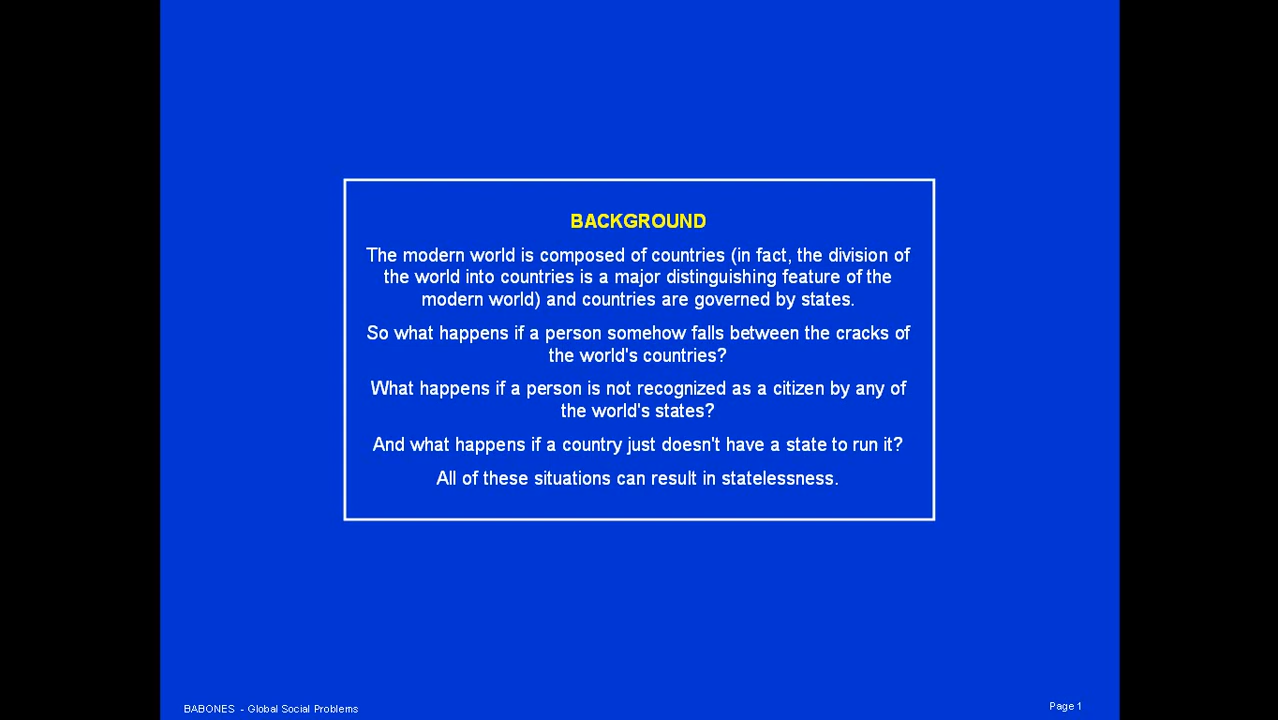 BACKGROUND
The modern world is composed of countries (in fact, the division of
the world into countries is a major distinguishing feature of the
modern world) and countries are governed by states.
So what happens if a person somehow falls between the cracks of
the world's countries?
What happens if a person is not recognized as a citizen by any of
the world's states?
And what happens if a country just doesn't have a state to run it?
All of these situations can result in statelessness.
BABONES - Global Social Problems
Page 1